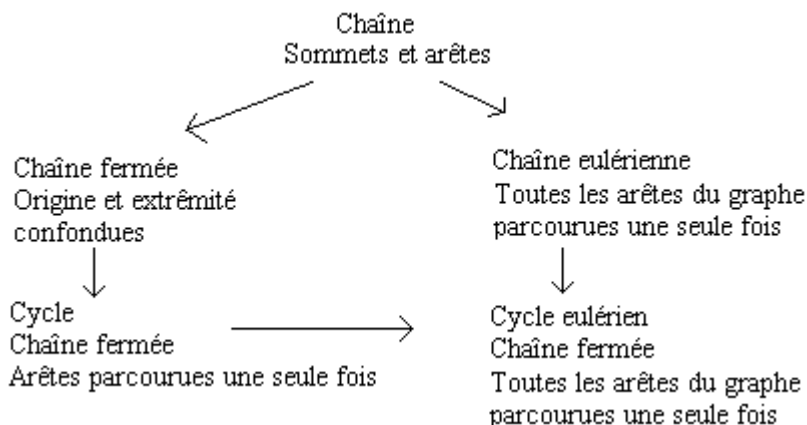 Chaîne
Sommets et arêtes
Chaîne fermée
Origine et extrêmité
confondues
Chaîne eulérienne
Toutes les arêtes du graphe
parcourues une seule fois
Cycle
Chaîne fermée
Arêtes parcourues une seule fois
Cycle eulérien
Chaîne fermée
Toutes les arêtes du graphe
parcourues une seule fois